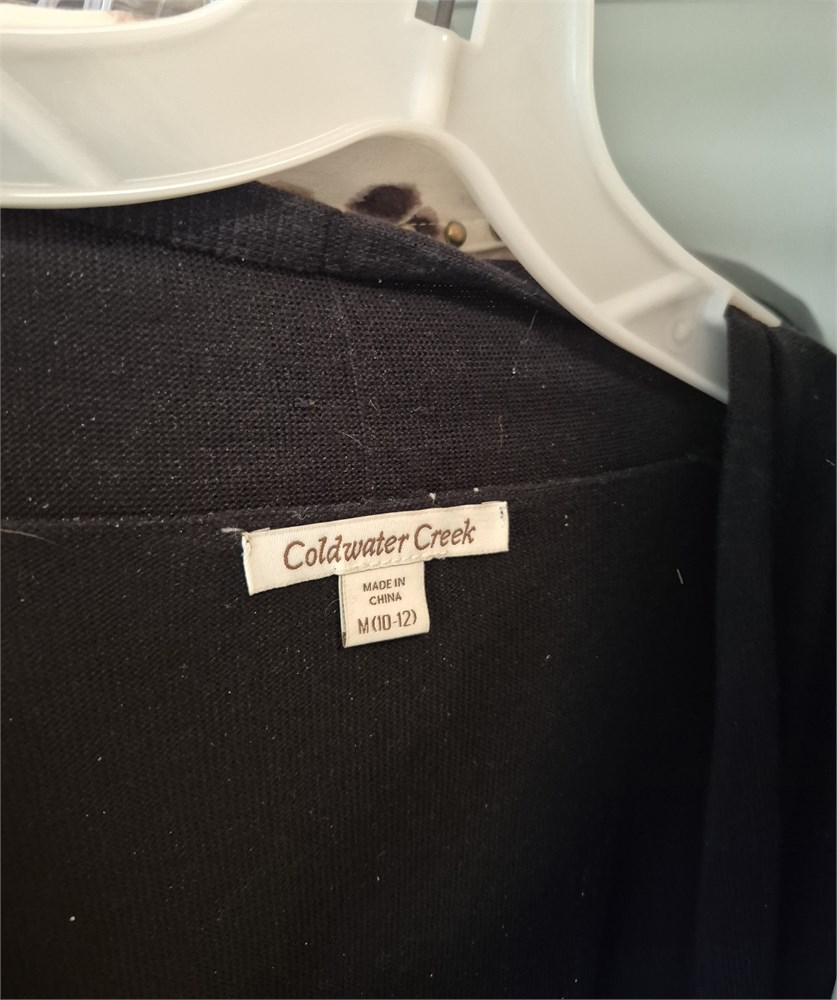 Coldwater Creek
MADE IN
CHINA
M (10-12)